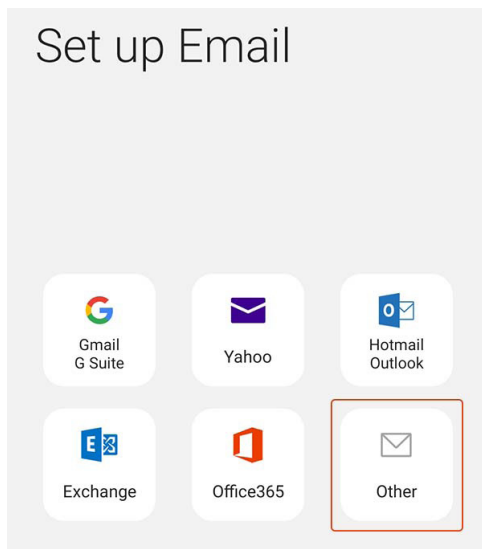 Set up Email
Gmail
G Suite
Yahoo
Hotmail
Outlook
Exchange
Office365
Other